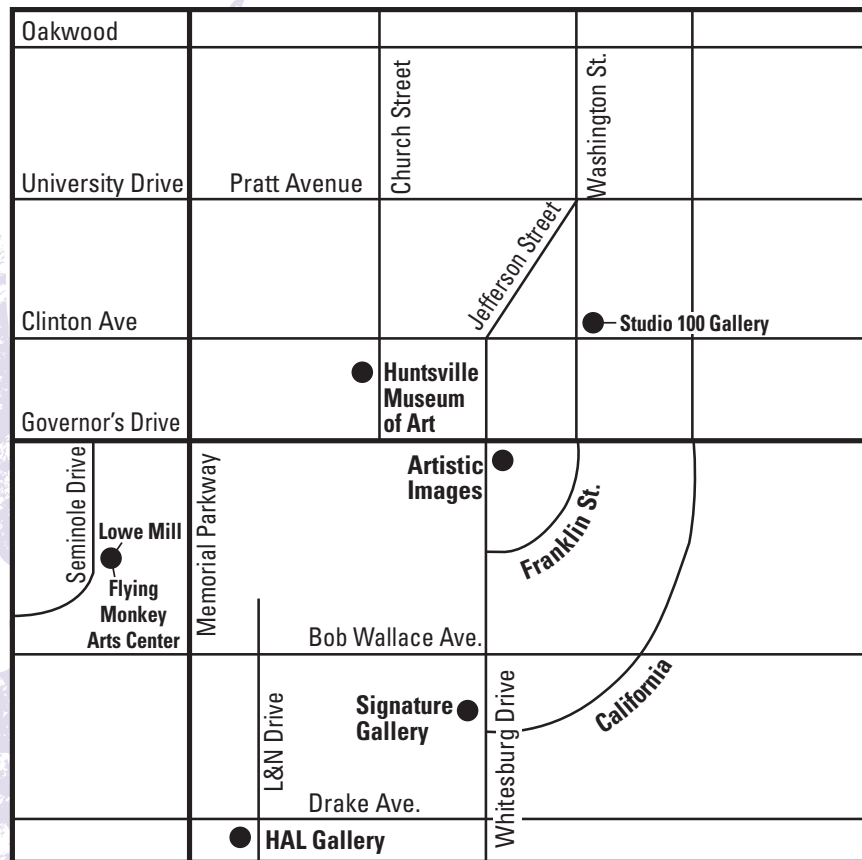 Oakwood
Church Street
Washington St.
University Drive
Pratt Avenue
Jefferson Street
Clinton Ave
Studio 100 Gallery
Huntsville
Museum
of Art
Governor's Drive
Seminole Drive
Memorial Parkway
Artistic
Images
Franklin St.
Lowe Mill
Flying
Monkey
Arts Center
Bob Wallace Ave.
L&N Drive
Signature
Gallery
Whitesburg Drive
California
Drake Ave.
HAL Gallery